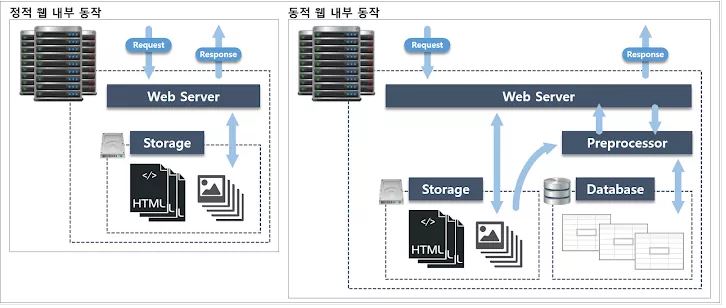 정적 웹 내부 동작
Request
Response
Web Server
Storage
</>
HTML
동적 웹 내부 동작
Request
Response
Web Server
Preprocessor
Storage
</>
HTML
Database